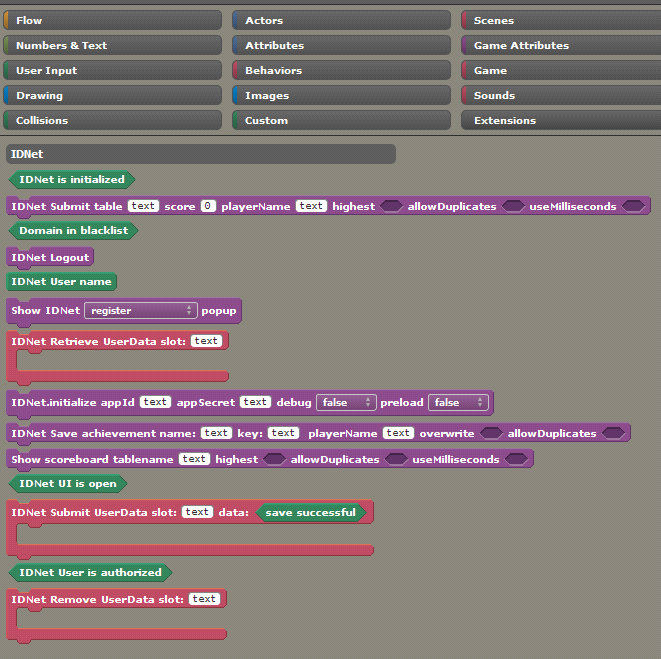 Flow Actors Scenes
Numbers & Text Attributes Game Attributes
User Input Behaviors Game
Drawing Images Sounds
Collisions Custom Extensions
IDNet
IDNet is initialized
IDNet Submit table text score 0 playerName text highest allowDuplicates useMilliseconds
Domain in blacklist
IDNet Logout
IDNet User name
Show IDNet register popup
IDNet Retrieve UserData slot: text
IDNet.initialize appId text appSecret text debug false preload false
IDNet Save achievement name: text key: text playerName text overwrite allowDuplicates
Show scoreboard tablename text highest allowDuplicates useMilliseconds
IDNet UI is open
IDNet Submit UserData slot: text data: save successful
IDNet User is authorized
IDNet Remove UserData slot: text